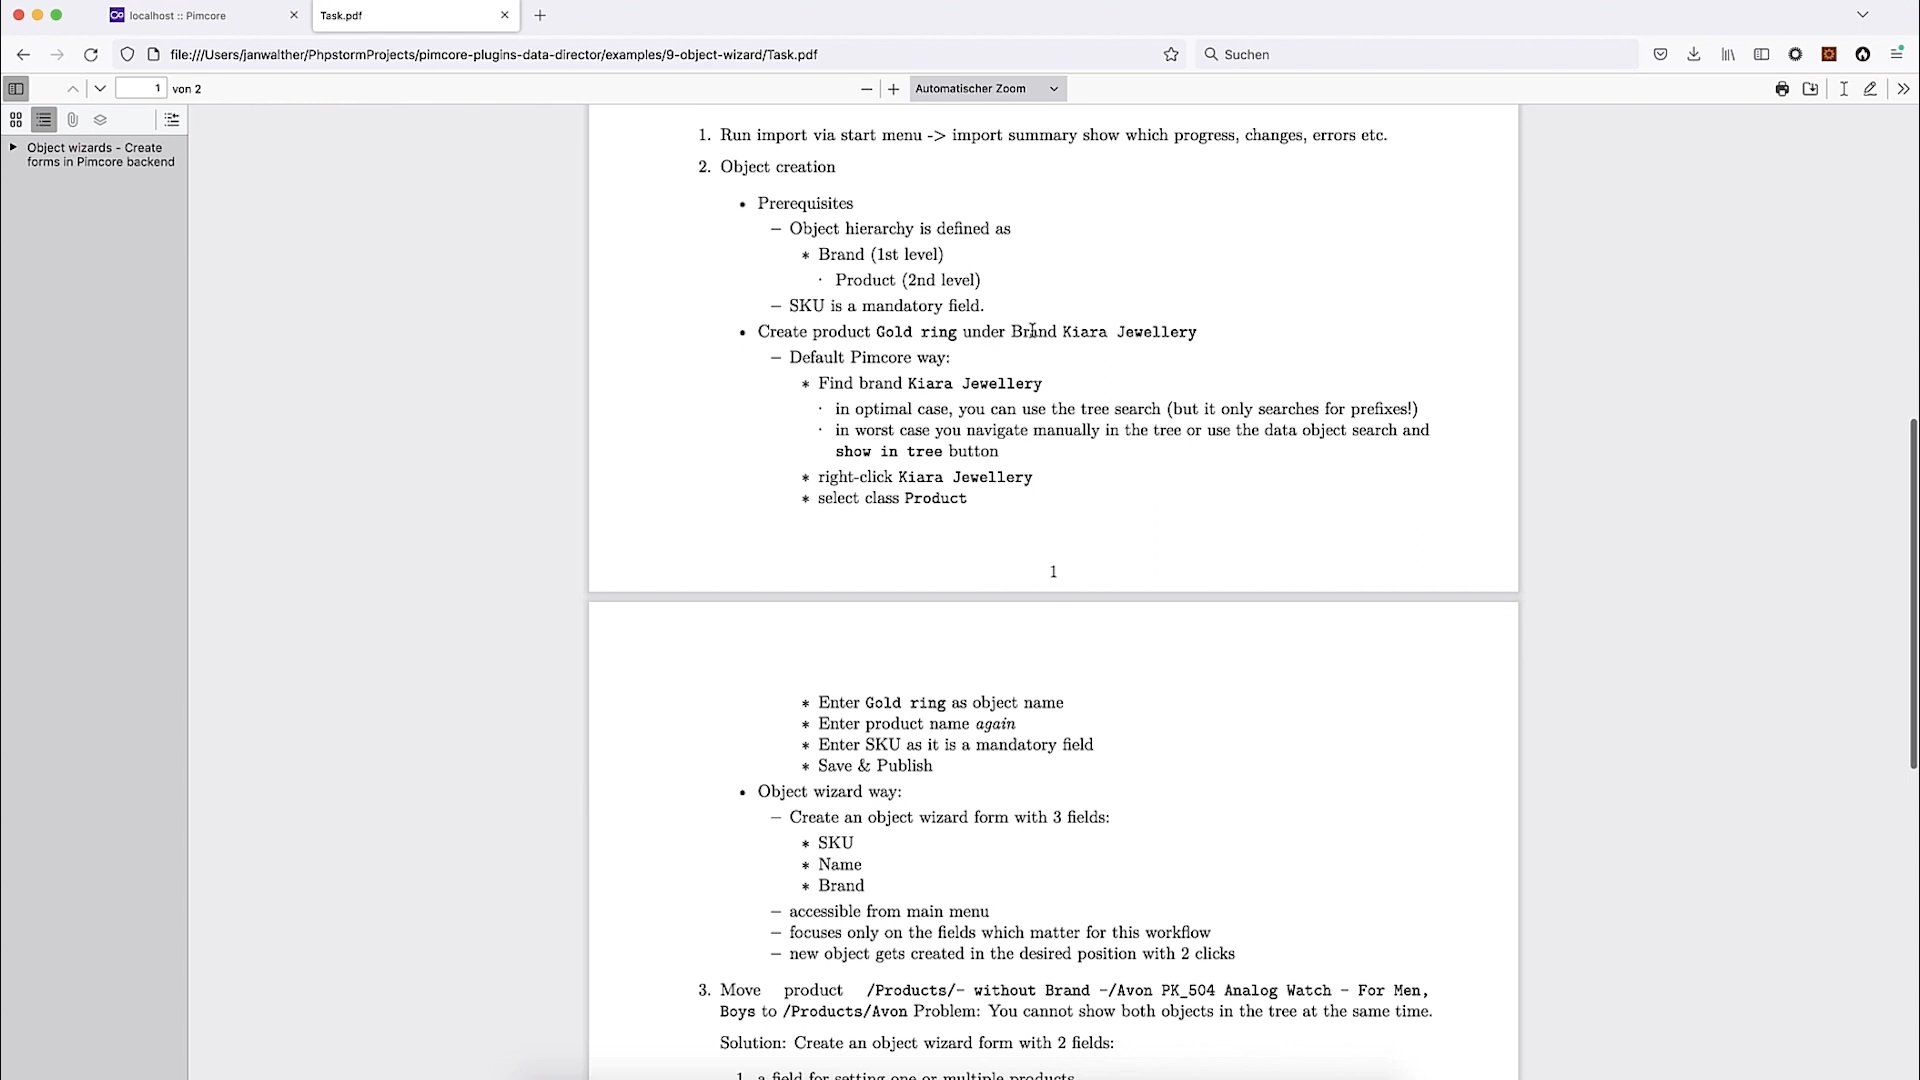 localhost :: Pimcore
Task.pdf
file:///Users/janwalther/PhpstormProjects/pimcore-plugins-data-director/examples/9-object-wizard/Task.pdf
Suchen
1 von 2
Automatischer Zoom
Object wizards - Create
forms in Pimcore backend
1. Run import via start menu -> import summary show which progress, changes, errors etc.
2. Object creation
• Prerequisites
– Object hierarchy is defined as
∗ Brand (1st level)
· Product (2nd level)
– SKU is a mandatory field.
• Create product Gold ring under Brand Kiara Jewellery
– Default Pimcore way:
∗ Find brand Kiara Jewellery
· in optimal case, you can use the tree search (but it only searches for prefixes!)
· in worst case you navigate manually in the tree or use the data object search and
show in tree button
∗ right-click Kiara Jewellery
∗ select class Product
1
∗ Enter Gold ring as object name
∗ Enter product name again
∗ Enter SKU as it is a mandatory field
∗ Save & Publish
• Object wizard way:
– Create an object wizard form with 3 fields:
∗ SKU
∗ Name
∗ Brand
– accessible from main menu
– focuses only on the fields which matter for this workflow
– new object gets created in the desired position with 2 clicks
3. Move product /Products/- without Brand -/Avon PK_504 Analog Watch - For Men,
Boys to /Products/Avon Problem: You cannot show both objects in the tree at the same time.
Solution: Create an object wizard form with 2 fields:
1. a field for setting one or multiple products